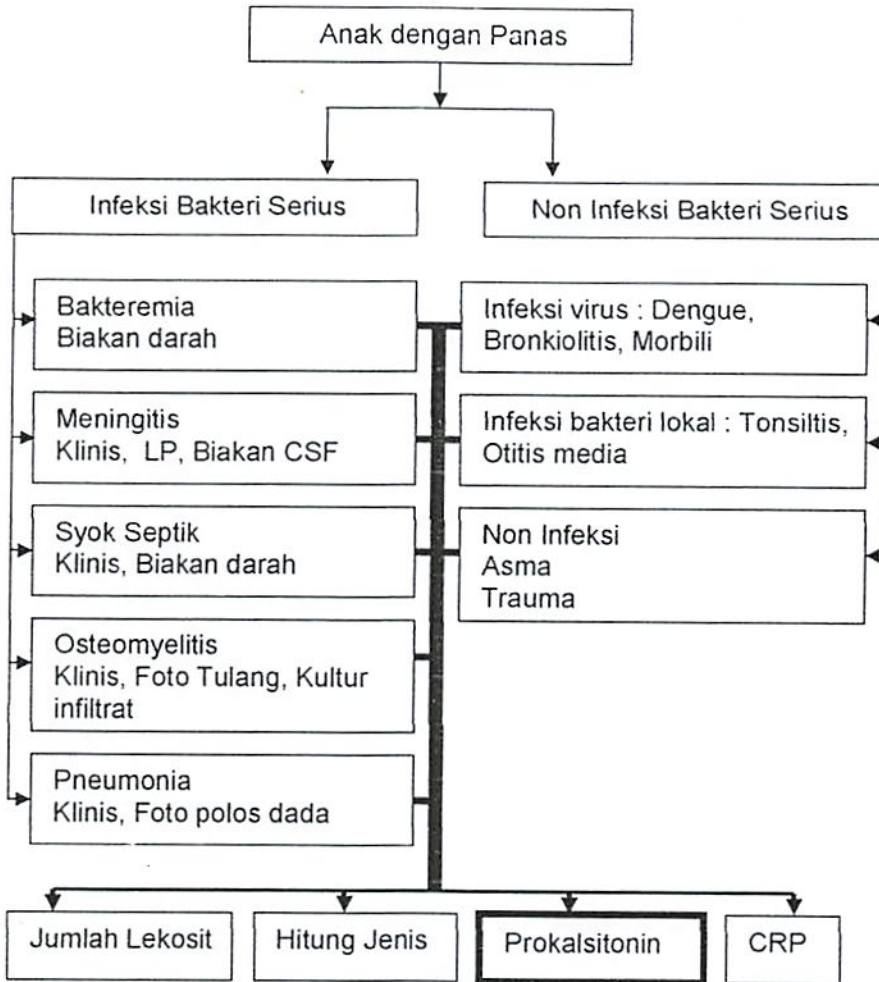 Anak dengan Panas
Infeksi Bakteri Serius
Non Infeksi Bakteri Serius
Bakteremia
Biakan darah
Meningitis
Klinis, LP, Biakan CSF
Syok Septik
Klinis, Biakan darah
Osteomyelitis
Klinis, Foto Tulang, Kultur
infiltrat
Pneumonia
Klinis, Foto polos dada
Infeksi virus : Dengue,
Bronkiolitis, Morbili
Infeksi bakteri lokal : Tonsiltis,
Otitis media
Non Infeksi
Asma
Trauma
Jumlah Lekosit
Hitung Jenis
Prokalsitonin
CRP